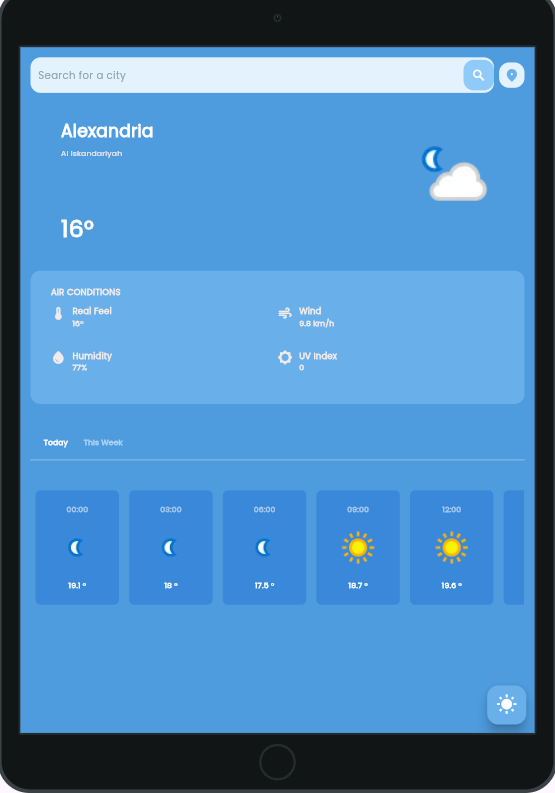 Search for a city
Alexandria
Al Iskandariyah
16°
AIR CONDITIONS
Real Feel
16°
Wind
9.8 km/h
Humidity
77%
UV Index
0
Today This Week
00:00 03:00 06:00 09:00 12:00
19.1 ° 18 ° 17.5 ° 18.7 ° 19.6 °